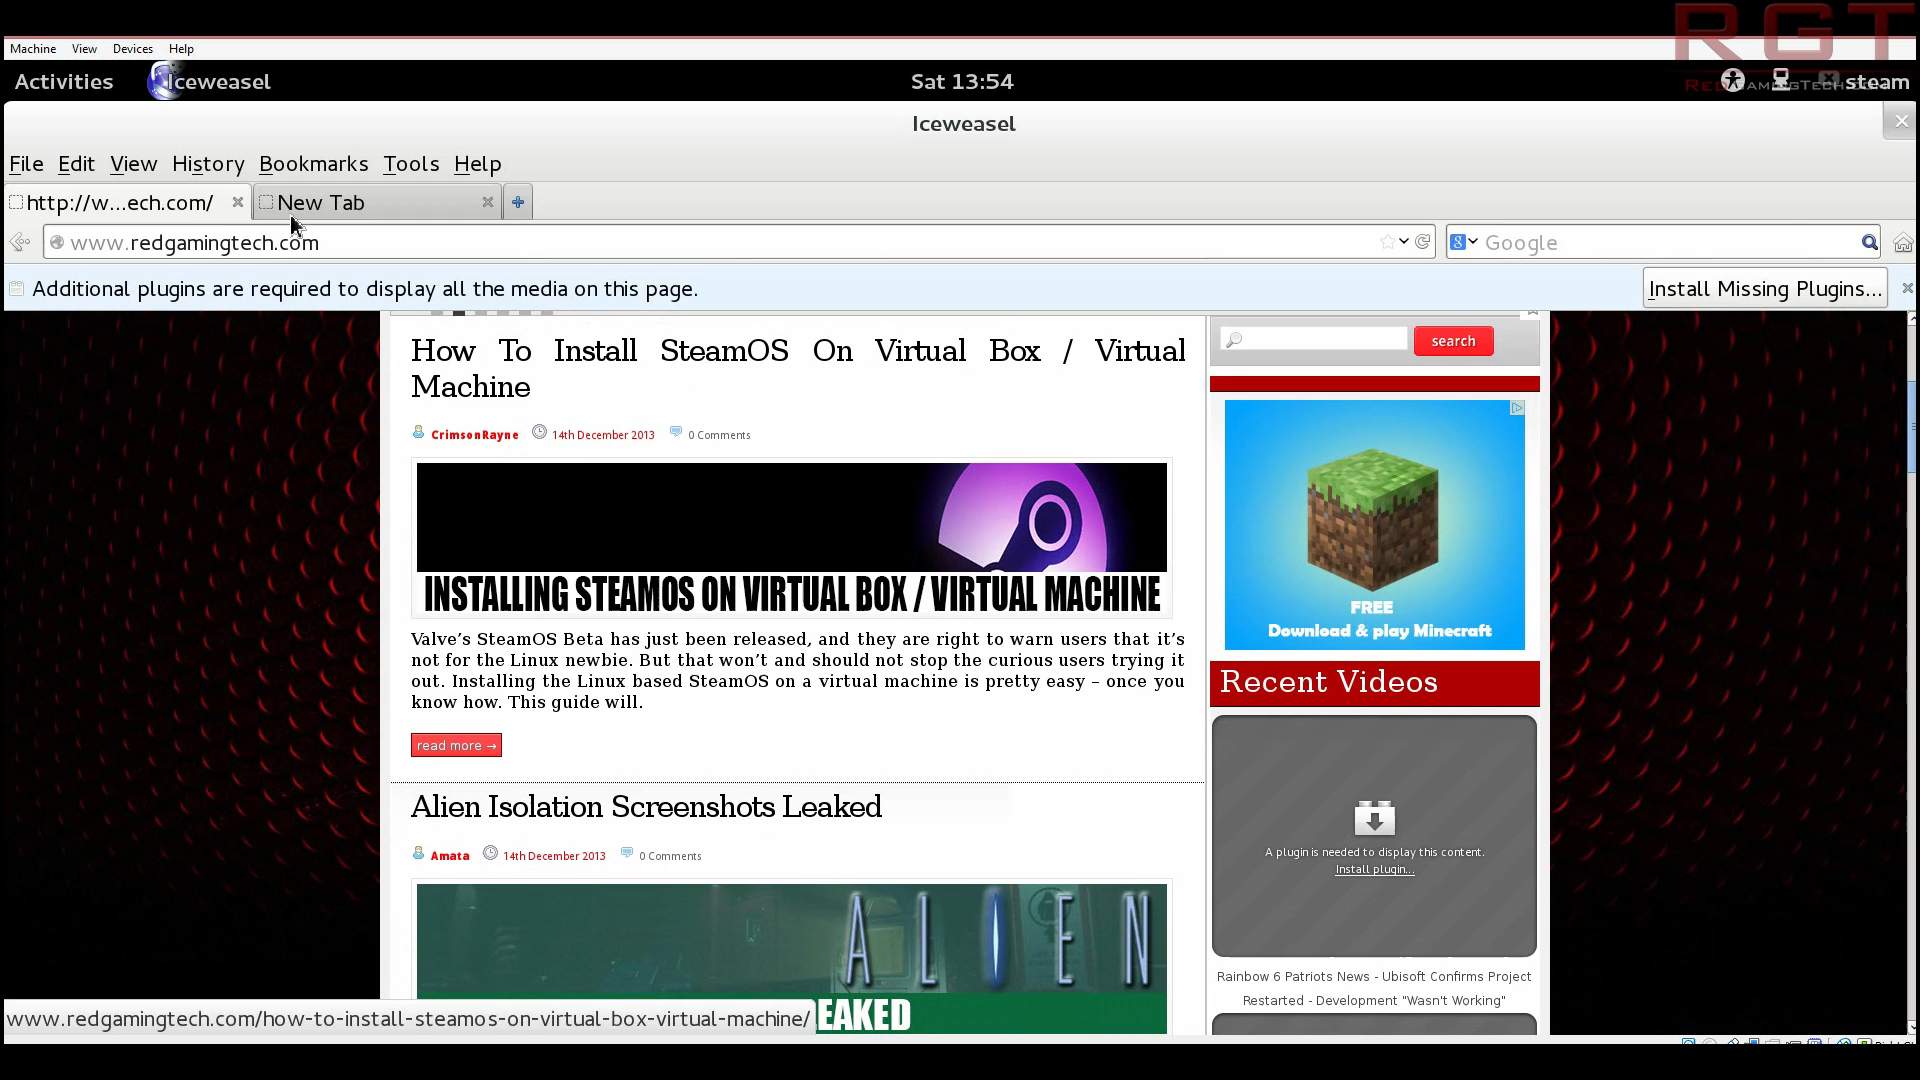 RGT
Machine View Devices Help
Activities Iceweasel Sat 13:54 steam
REDGAMINGTECH.COM
Iceweasel
File Edit View History Bookmarks Tools Help
http://w...ech.com/ New Tab
www.redgamingtech.com Google
Additional plugins are required to display all the media on this page. Install Missing Plugins...
How To Install SteamOS On Virtual Box / Virtual
Machine
search
CrimsonRayne 14th December 2013 0 Comments
INSTALLING STEAMOS ON VIRTUAL BOX / VIRTUAL MACHINE
FREE
Download & play Minecraft
Valve's SteamOS Beta has just been released, and they are right to warn users that it's
not for the Linux newbie. But that won't and should not stop the curious users trying it
out. Installing the Linux based SteamOS on a virtual machine is pretty easy – once you
know how. This guide will.
read more →
Recent Videos
Alien Isolation Screenshots Leaked
Amata 14th December 2013 0 Comments
A plugin is needed to display this content.
Install plugin...
ALIEN
EAKED
Rainbow 6 Patriots News - Ubisoft Confirms Project
Restarted - Development "Wasn't Working"
www.redgamingtech.com/how-to-install-steamos-on-virtual-box-virtual-machine/